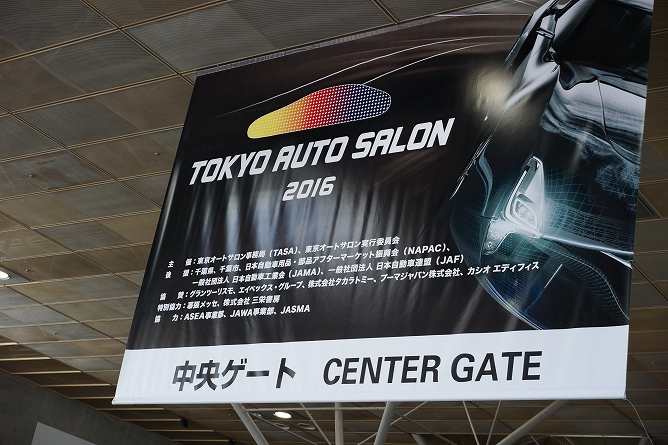 TOKYO AUTO SALON
2016
主　催：東京オートサロン事務局（TASA）、東京オートサロン実行委員会
後　援：千葉県、千葉市、日本自動車用品・部品アフターマーケット振興会（NAPAC）、
一般社団法人 日本自動車工業会（JAMA）、一般社団法人 日本自動車連盟（JAF）
協　賛：グランツーリスモ、エイベックス・グループ、株式会社タカラトミー、プーマジャパン株式会社、カシオ エディフィス
特別協力：幕張メッセ、株式会社 三栄書房
協　力：ASEA事業部、JAWA事業部、JASMA
中央ゲート CENTER GATE